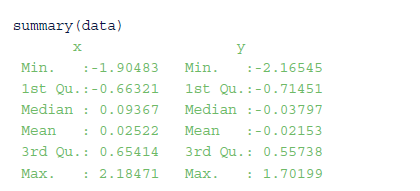 summary(data)
x y
Min. :-1.90483 Min. :-2.16545
1st Qu.:-0.66321 1st Qu.:-0.71451
Median : 0.09367 Median :-0.03797
Mean : 0.02522 Mean :-0.02153
3rd Qu.: 0.65414 3rd Qu.: 0.55738
Max. : 2.18471 Max. : 1.70199